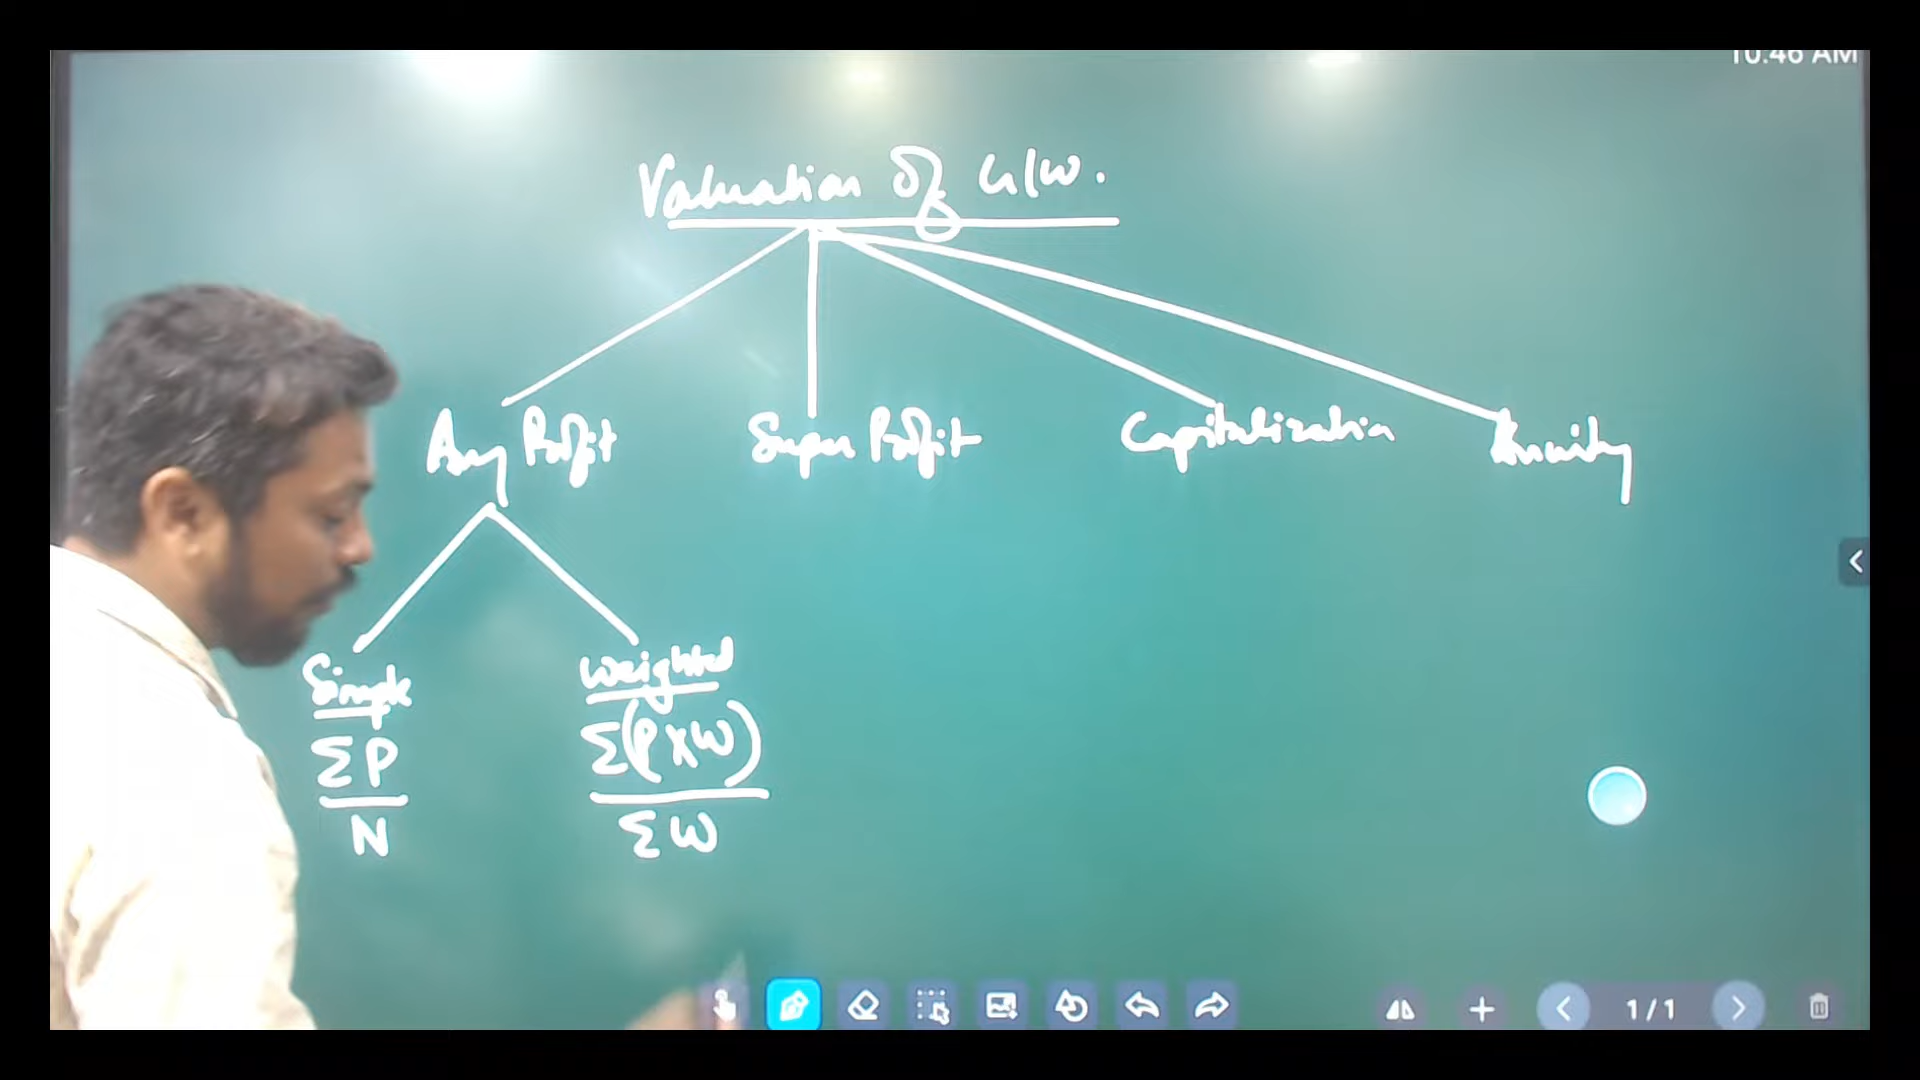 10:46 AM
Valuation of G/W.
Avg Profit Super Profit Capitalization Annuity
Simple Weighted
ΣP Σ(P×W)
N ΣW
1/1